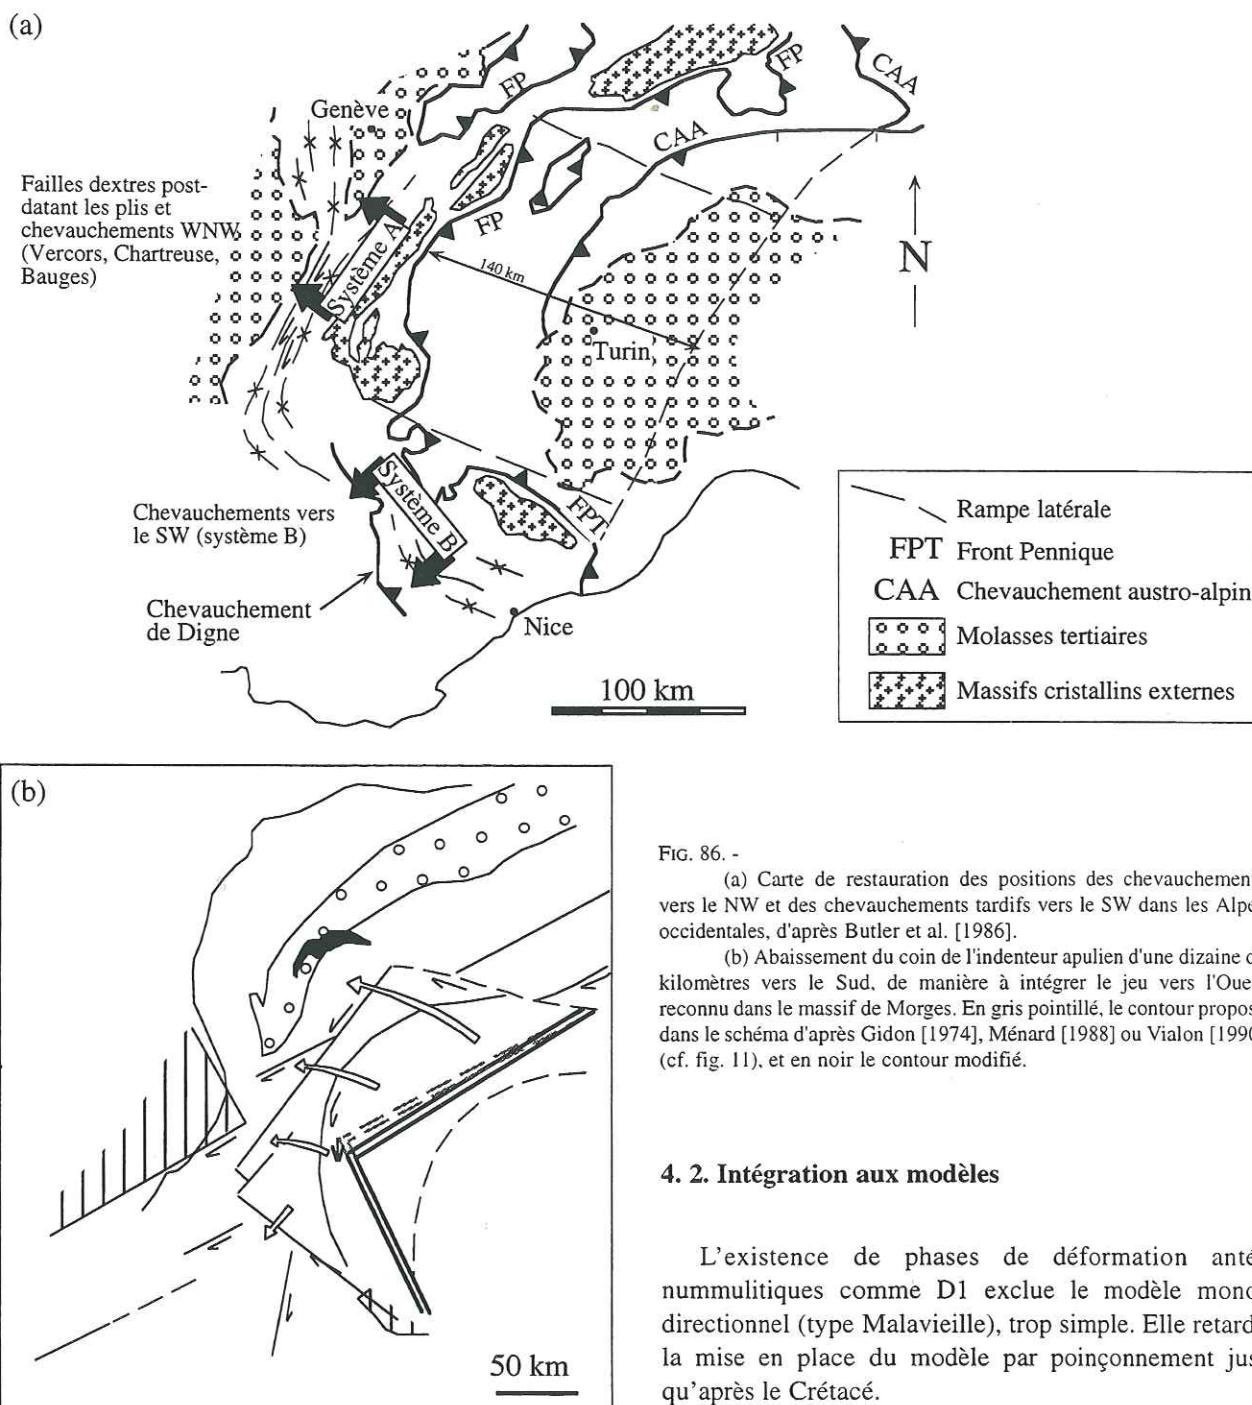 (a)
Genève
FP
FP
CAA
CAA
Failles dextres post-
datant les plis et
chevauchements WNW
(Vercors, Chartreuse,
Bauges)
Système A
FP
140 km
N
Turin
Système B
FPT
Chevauchements vers
le SW (système B)
Chevauchement
de Digne
Nice
100 km
Rampe latérale
FPT Front Pennique
CAA Chevauchement austro-alpin
Molasses tertiaires
Massifs cristallins externes
(b)
50 km
FIG. 86. -
(a) Carte de restauration des positions des chevauchement
vers le NW et des chevauchements tardifs vers le SW dans les Alpe
occidentales, d'après Butler et al. [1986].
(b) Abaissement du coin de l'indenteur apulien d'une dizaine d
kilomètres vers le Sud, de manière à intégrer le jeu vers l'Oue
reconnu dans le massif de Morges. En gris pointillé, le contour propos
dans le schéma d'après Gidon [1974], Ménard [1988] ou Vialon [1990
(cf. fig. 11), et en noir le contour modifié.
4. 2. Intégration aux modèles
L'existence de phases de déformation anté
nummulitiques comme D1 exclue le modèle mono
directionnel (type Malavieille), trop simple. Elle retard
la mise en place du modèle par poinçonnement jus
qu'après le Crétacé.